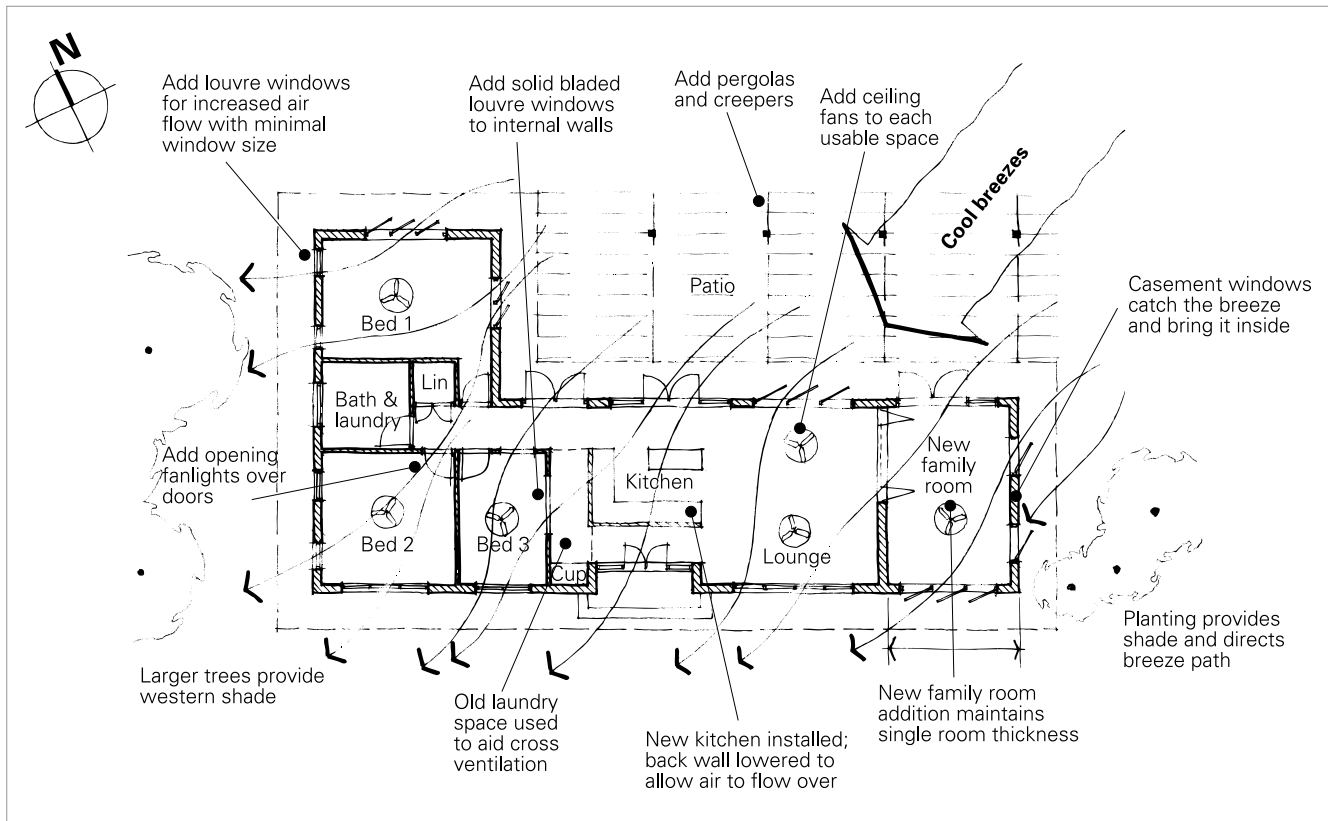 N
Add louvre windows
for increased air
flow with minimal
window size
Add solid bladed
louvre windows
to internal walls
Add pergolas
and creepers
Add ceiling
fans to each
usable space
Cool breezes
Casement windows
catch the breeze
and bring it inside
Patio
Bed 1
Lin
Bath &
laundry
Add opening
fanlights over
doors
Kitchen
New
family
room
Bed 2
Bed 3
Cup
Lounge
Larger trees provide
western shade
Old laundry
space used
to aid cross
ventilation
New kitchen installed;
back wall lowered to
allow air to flow over
New family room
addition maintains
single room thickness
Planting provides
shade and directs
breeze path